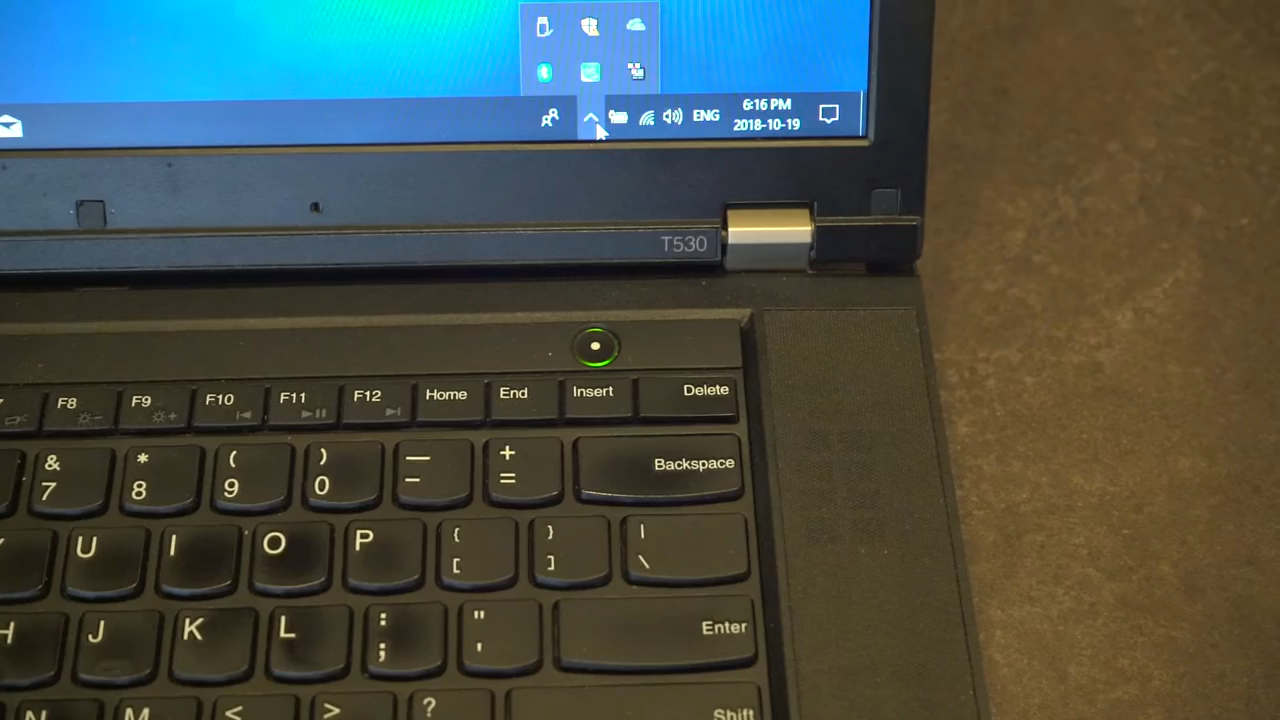 ENG
6:16 PM
2018-10-19
T530
F8 F9 F10 F11 F12 Home End Insert Delete
& * ( ) — +
7 8 9 0 - = Backspace
U I O P { }  |
[ ] \
H J K L : " Enter
; '
N M < > ? Shift